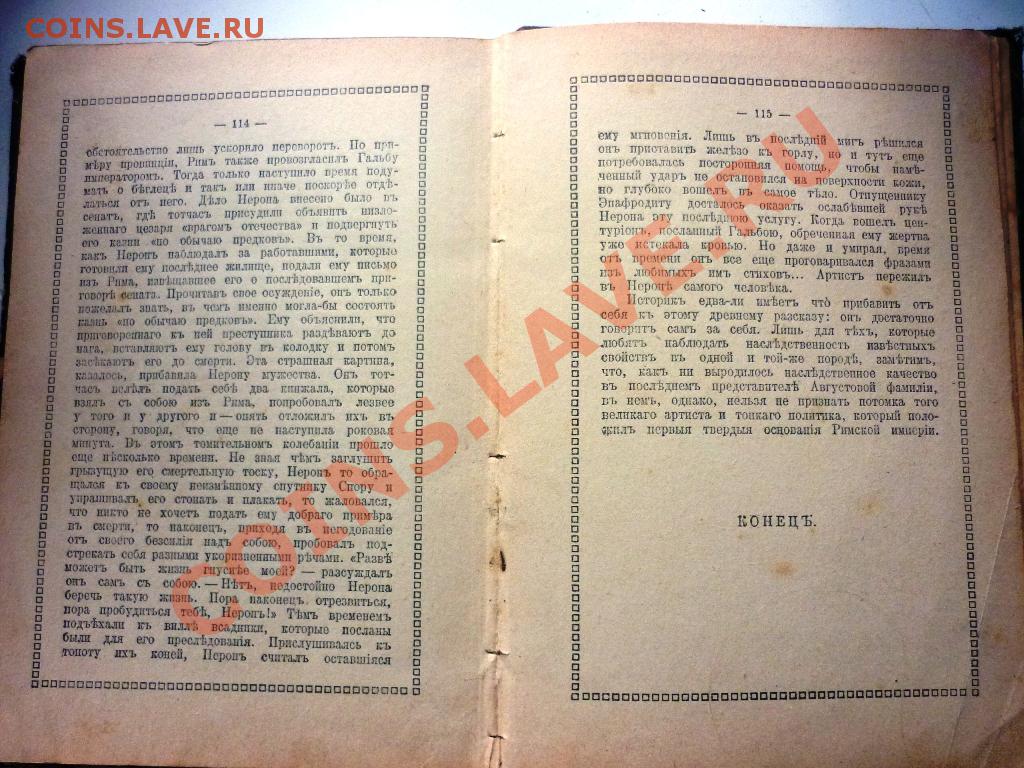 COINS.LAVE.RU
— 114 —
обстоятельство лишь ускорило переворотъ. По при-
мѣру провинціи, Римъ также провозгласилъ Гальбу
императоромъ. Тогда только наступило время поду-
мать о бѣглецѣ и такъ или иначе поскорѣе отдѣ-
латься отъ него. Дѣло Нерона внесено было въ
сенатъ, гдѣ тотчасъ присудили объявить низло-
женнаго цезаря «врагомъ отечества» и подвергнуть
его казни «по обычаю предковъ». Въ то время,
какъ Неронъ наблюдалъ за работавшими, которые
готовили ему послѣднее жилище, подали ему письмо
изъ Рима, извѣщавшее его о послѣдовавшемъ при-
говорѣ сената. Прочитавъ свое осужденіе, онъ только
пожелалъ знать, въ чемъ именно могла-бы состоять
казнь «по обычаю предковъ». Ему объяснили, что
приговореннаго къ ней преступника раздѣваютъ до
нага, вставляютъ ему голову въ колодку и потомъ
засѣкаютъ его до смерти. Эта страшная картина,
казалось, прибавила Нерону мужества. Онъ тот-
часъ велѣлъ подать себѣ два кинжала, которые
взялъ съ собою изъ Рима, попробовалъ лезвее
у того и у другого и — опять отложилъ ихъ въ
сторону, говоря, что еще не наступила роковая
минута. Въ этомъ томительномъ колебаніи прошло
еще нѣсколько времени. Не зная чѣмъ заглушить
грызущую его смертельную тоску, Неронъ то обра-
щался къ своему неизмѣнному спутнику Спору и
упрашивалъ его стонать и плакать, то жаловался,
что никто не хочетъ подать ему добраго примѣра
въ смерти, то наконецъ, приходя въ негодованіе
отъ своего безсилія надъ собою, пробовалъ под-
стрекать себя разными укоризненными рѣчами. «Развѣ
можетъ быть жизнь гнуснѣе моей? — разсуждалъ
онъ самъ съ собою. — Нѣтъ, недостойно Нерона
беречь такую жизнь. Пора наконецъ отрезвиться,
пора пробудиться тебѣ, Неронъ!» Тѣмъ временемъ
подъѣхали къ виллѣ всадники, которые посланы
были для его преслѣдованія. Прислушиваясь къ
топоту ихъ коней, Неронъ считалъ оставшіяся
— 115 —
ему мгновенія. Лишь въ послѣдній мигъ рѣшился
онъ приставить желѣзо къ горлу, но и тутъ еще
потребовалась посторонняя помощь, чтобы намѣ-
ченный ударъ не остановился на поверхности кожи,
но глубоко вошелъ въ самое тѣло. Отпущеннику
Эпафродиту досталось оказать ослабѣвшей рукѣ
Нерона эту послѣднюю услугу. Когда вошелъ цен-
туріонъ, посланный Гальбою, обреченная ему жертва
уже истекала кровью. Но даже и умирая, время
отъ времени онъ все еще проговаривался фразами
изъ любимыхъ имъ стиховъ... Артистъ пережилъ
въ Неронѣ самого человѣка.
Историкъ едва-ли имѣетъ что̀ прибавить отъ
себя къ этому древнему разсказу: онъ достаточно
говоритъ самъ за себя. Лишь для тѣхъ, которые
любятъ наблюдать наслѣдственность извѣстныхъ
свойствъ въ одной и той-же породѣ, замѣтимъ,
что, какъ ни выродилось наслѣдственное качество
въ послѣднемъ представителѣ Августовой фамиліи,
въ немъ, однако, нельзя не признать потомка того
великаго артиста и тонкаго политика, который поло-
жилъ первыя твердыя основанія Римской имперіи.
КОНЕЦЪ.
COINS.LAVE.RU